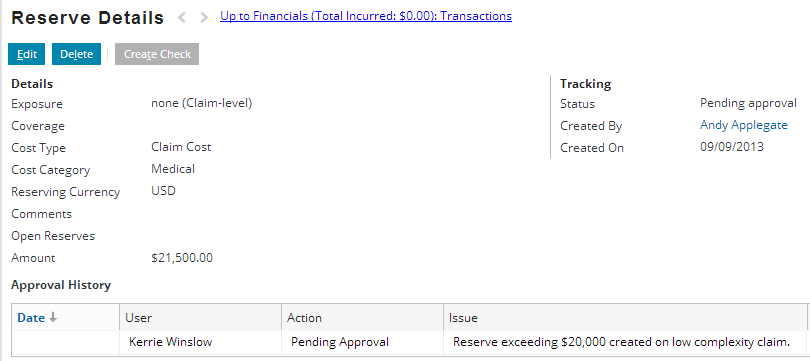 Reserve Details < > Up to Financials (Total Incurred: $0.00): Transactions
Edit Delete Create Check
Details
Exposure none (Claim-level)
Coverage
Cost Type Claim Cost
Cost Category Medical
Reserving Currency USD
Comments
Open Reserves
Amount $21,500.00
Tracking
Status Pending approval
Created By Andy Applegate
Created On 09/09/2013
Approval History
Date ↓ User Action Issue
Kerrie Winslow Pending Approval Reserve exceeding $20,000 created on low complexity claim.